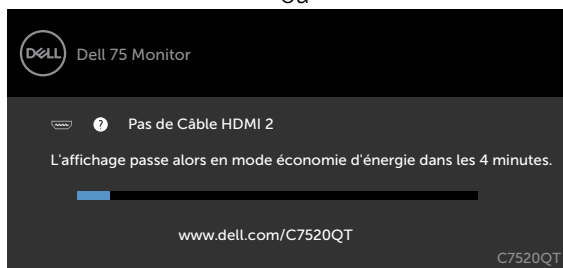 ou
DELL
Dell 75 Monitor
? Pas de Câble HDMI 2
L'affichage passe alors en mode économie d'énergie dans les 4 minutes.
www.dell.com/C7520QT
C7520QT